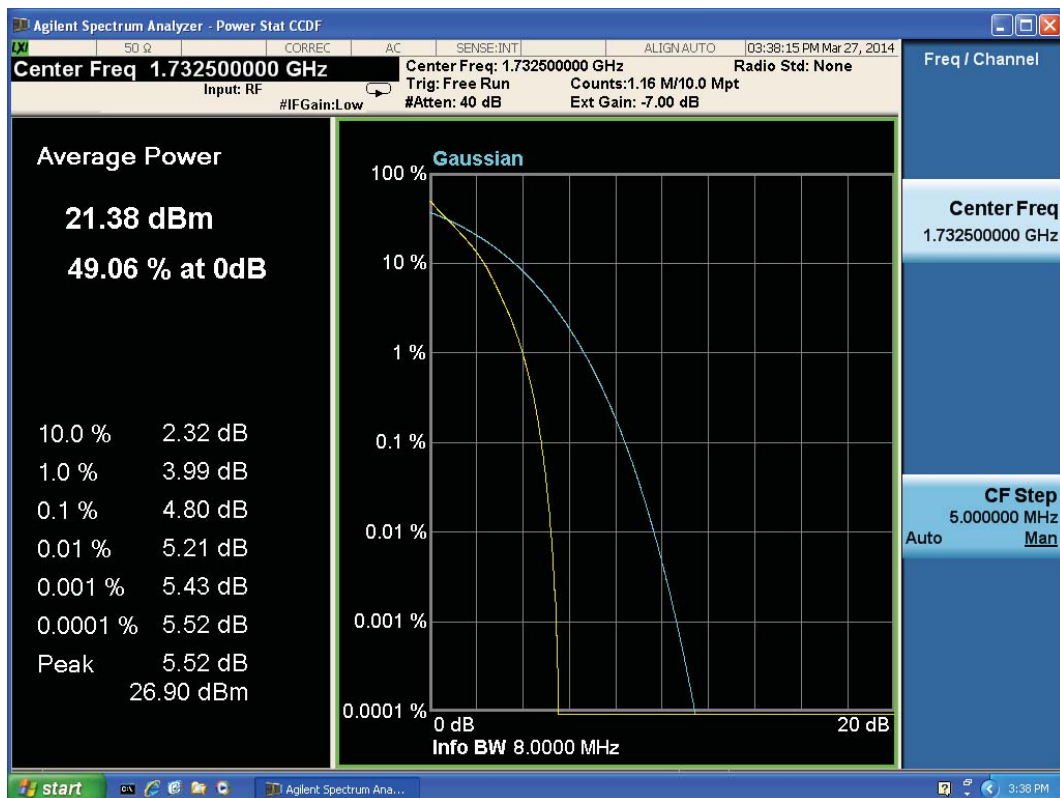 Agilent Spectrum Analyzer - Power Stat CCDF
LXI 50 Ω CORREC AC SENSE:INT ALIGN AUTO 03:38:15 PM Mar 27, 2014
Center Freq 1.732500000 GHz
Input: RF
#IFGain:Low
Center Freq: 1.732500000 GHz Radio Std: None
Trig: Free Run Counts:1.16 M/10.0 Mpt
#Atten: 40 dB Ext Gain: -7.00 dB
Average Power
21.38 dBm
49.06 % at 0dB
10.0 % 2.32 dB
1.0 % 3.99 dB
0.1 % 4.80 dB
0.01 % 5.21 dB
0.001 % 5.43 dB
0.0001 % 5.52 dB
Peak 5.52 dB
26.90 dBm
Gaussian
100 %
10 %
1 %
0.1 %
0.01 %
0.001 %
0.0001 %
0 dB 20 dB
Info BW 8.0000 MHz
Freq / Channel
Center Freq
1.732500000 GHz
CF Step
5.000000 MHz
Auto Man
start Agilent Spectrum Ana... 3:38 PM